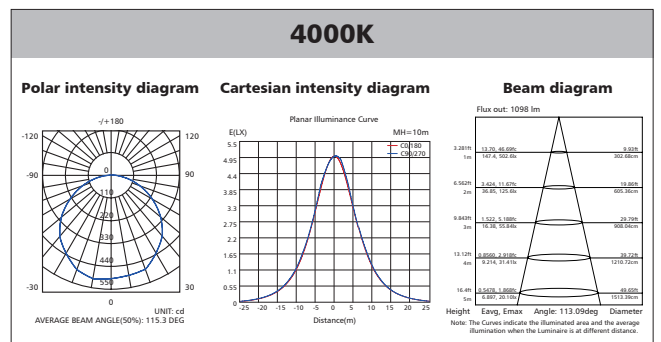 4000K
Polar intensity diagram
Cartesian intensity diagram
Beam diagram
-/+180
-120
120
-90
90
-30
30
0
0
110
220
330
440
550
UNIT: cd
AVERAGE BEAM ANGLE(50%): 115.3 DEG
Planar Illuminance Curve
E(LX)
MH=10m
C0/180
C90/270
5.5
4.95
4.4
3.85
3.3
2.75
2.2
1.65
1.1
0.55
0
-25 -20 -15 -10 -5 0 5 10 15 20 25
Distance(m)
Flux out: 1098 lm
3.281ft 13.70, 46.69fc 9.93ft
1m 147.4, 502.6lx 302.68cm
6.562ft 3.424, 11.67fc 19.86ft
2m 36.85, 125.6lx 605.36cm
9.843ft 1.522, 5.188fc 29.79ft
3m 16.38, 55.84lx 908.04cm
13.12ft 0.8560, 2.918fc 39.72ft
4m 9.214, 31.41lx 1210.72cm
16.4ft 0.5478, 1.868fc 49.65ft
5m 6.897, 20.10lx 1513.39cm
Height Eavg, Emax Angle: 113.09deg Diameter
Note: The Curves indicate the illuminated area and the average
illumination when the Luminaire is at different distance.